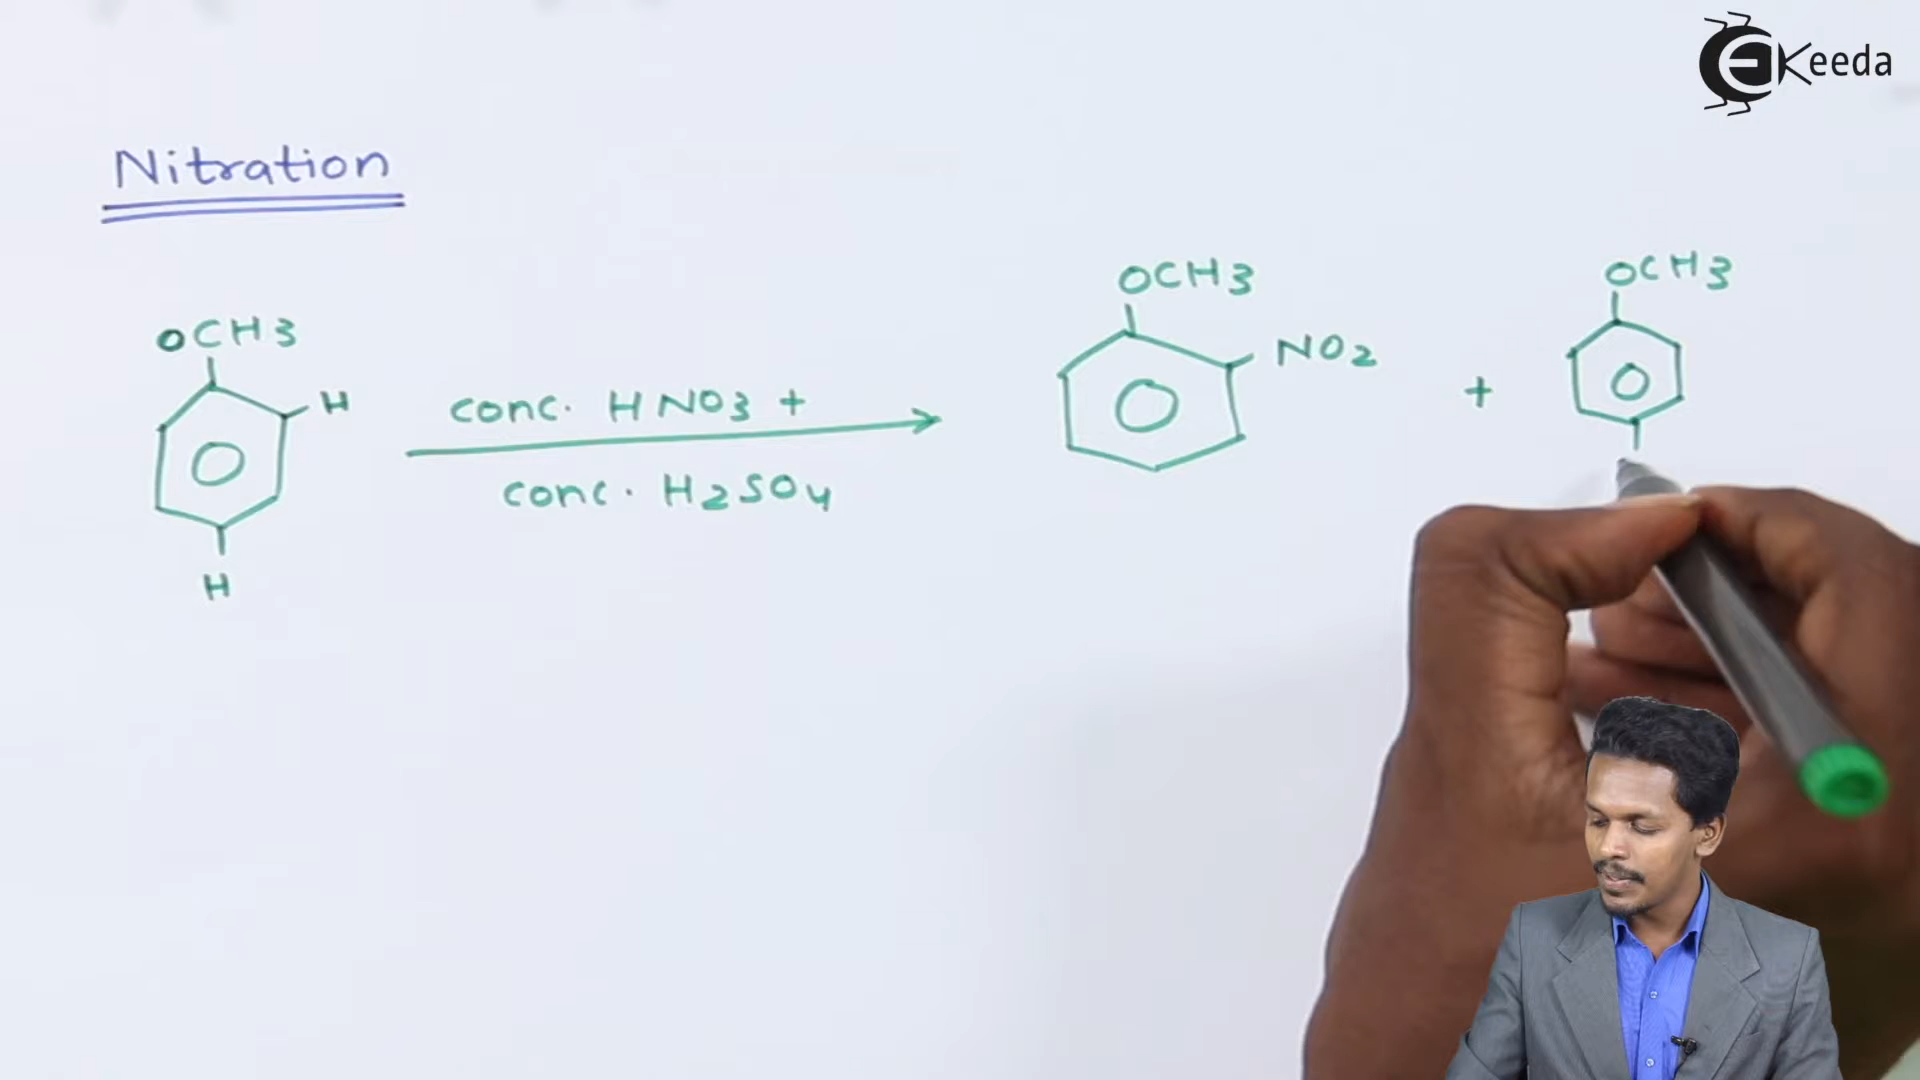 Keeda
Nitration
OCH3
H
H
conc. HNO3 +
conc. H2SO4
OCH3
NO2
+
OCH3